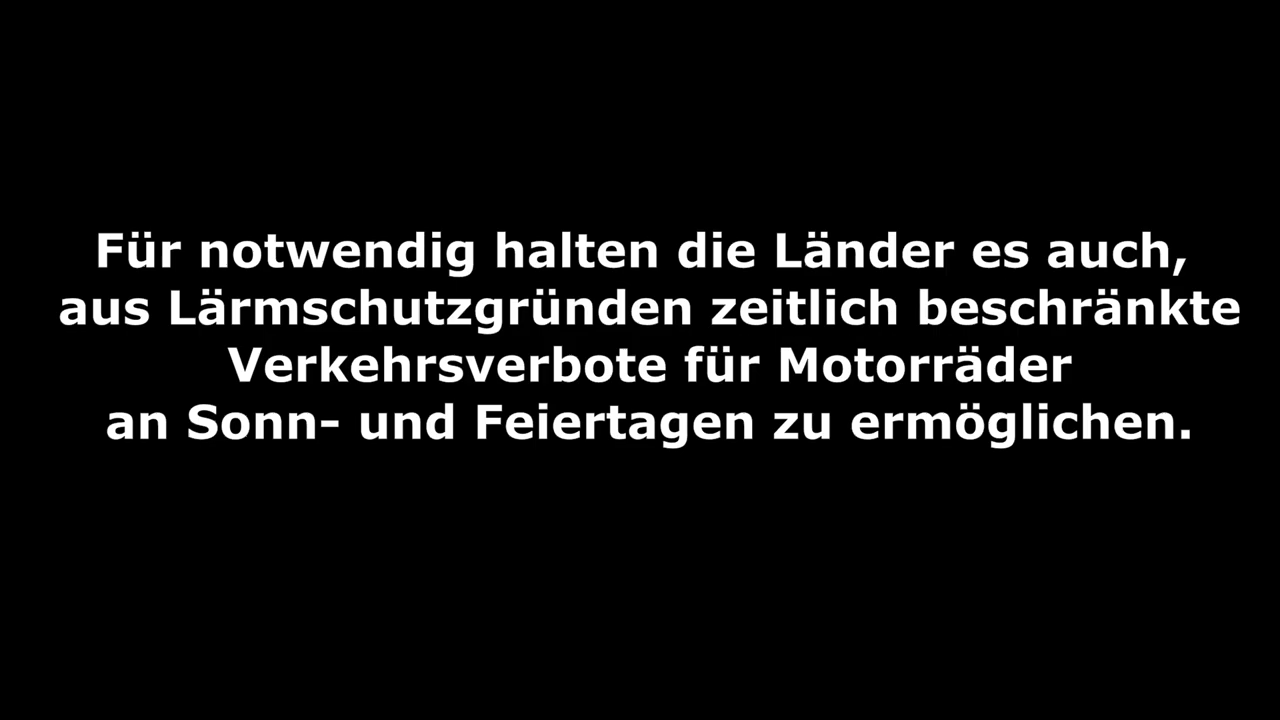 Für notwendig halten die Länder es auch,
aus Lärmschutzgründen zeitlich beschränkte
Verkehrsverbote für Motorräder
an Sonn- und Feiertagen zu ermöglichen.